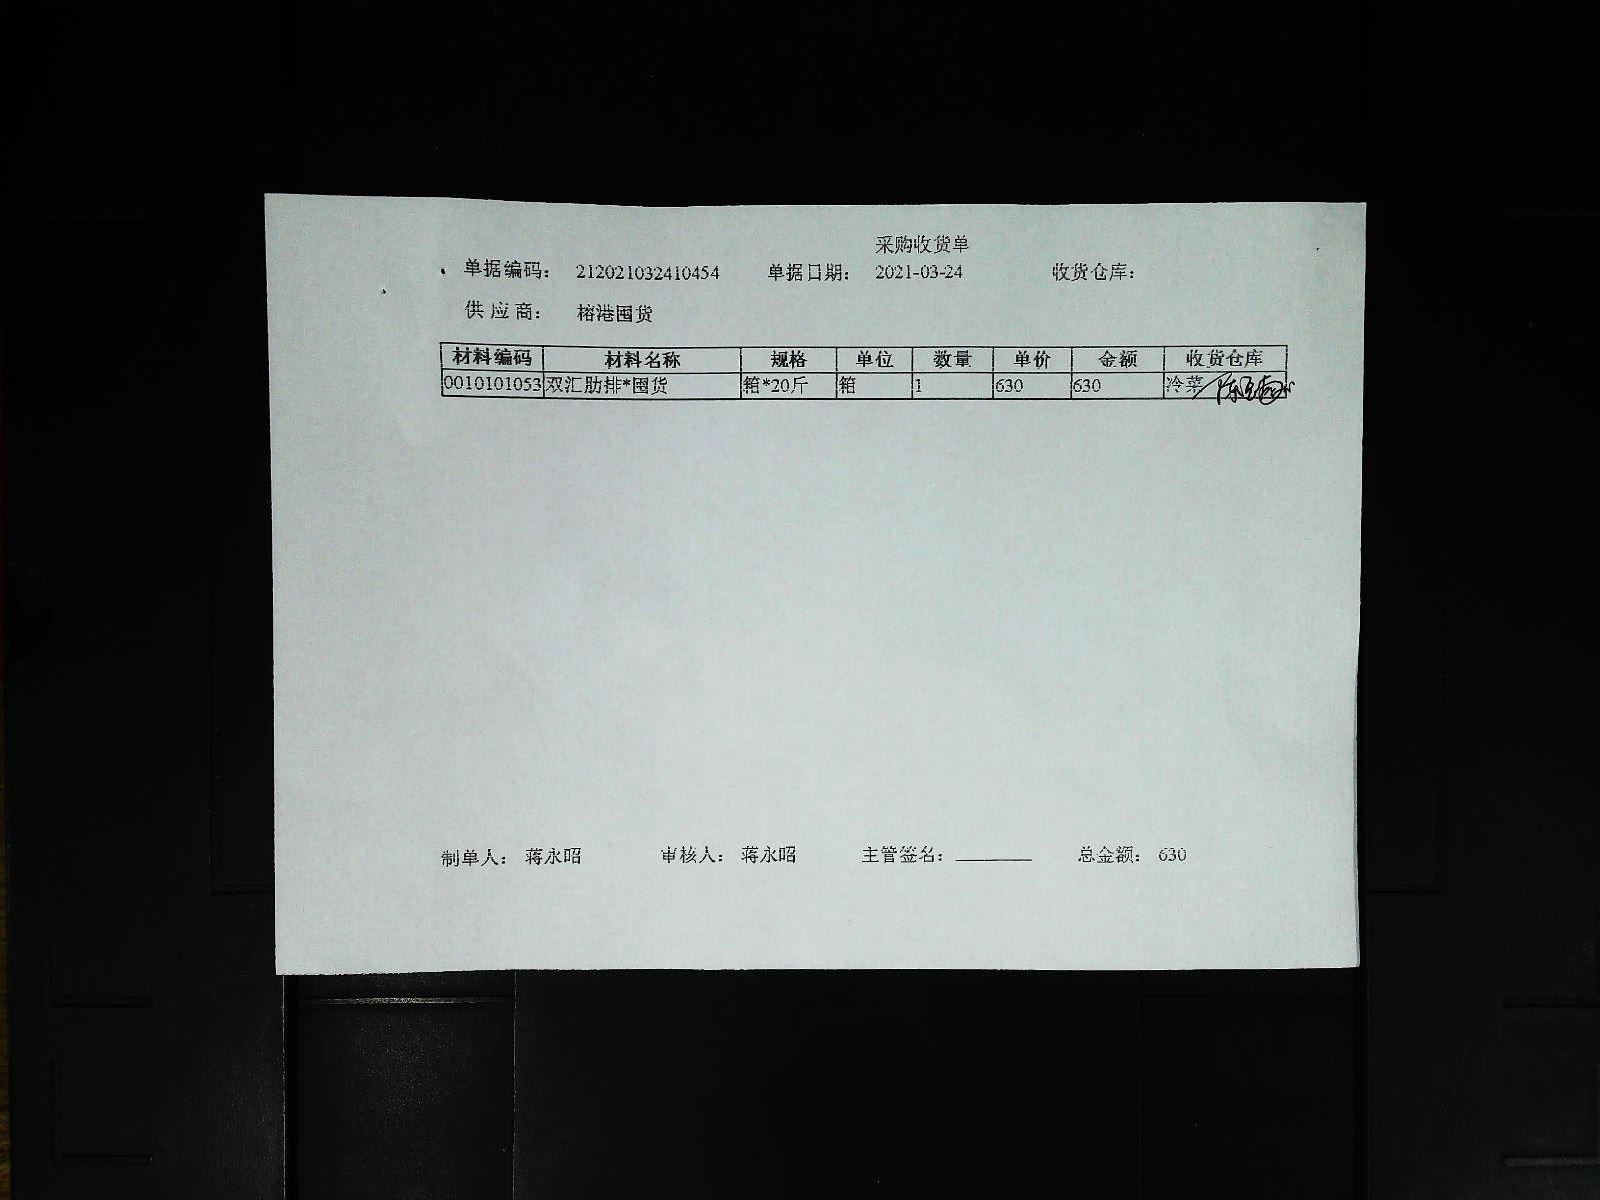 采购收货单
单据编码： 212021032410454 单据日期： 2021-03-24 收货仓库：
供 应 商： 榕港囤货
材料编码 材料名称 规格 单位 数量 单价 金额 收货仓库
0010101053 双汇肋排*囤货 箱*20斤 箱 1 630 630 冷菜
制单人： 蒋永昭 审核人： 蒋永昭 主管签名： 总金额： 630